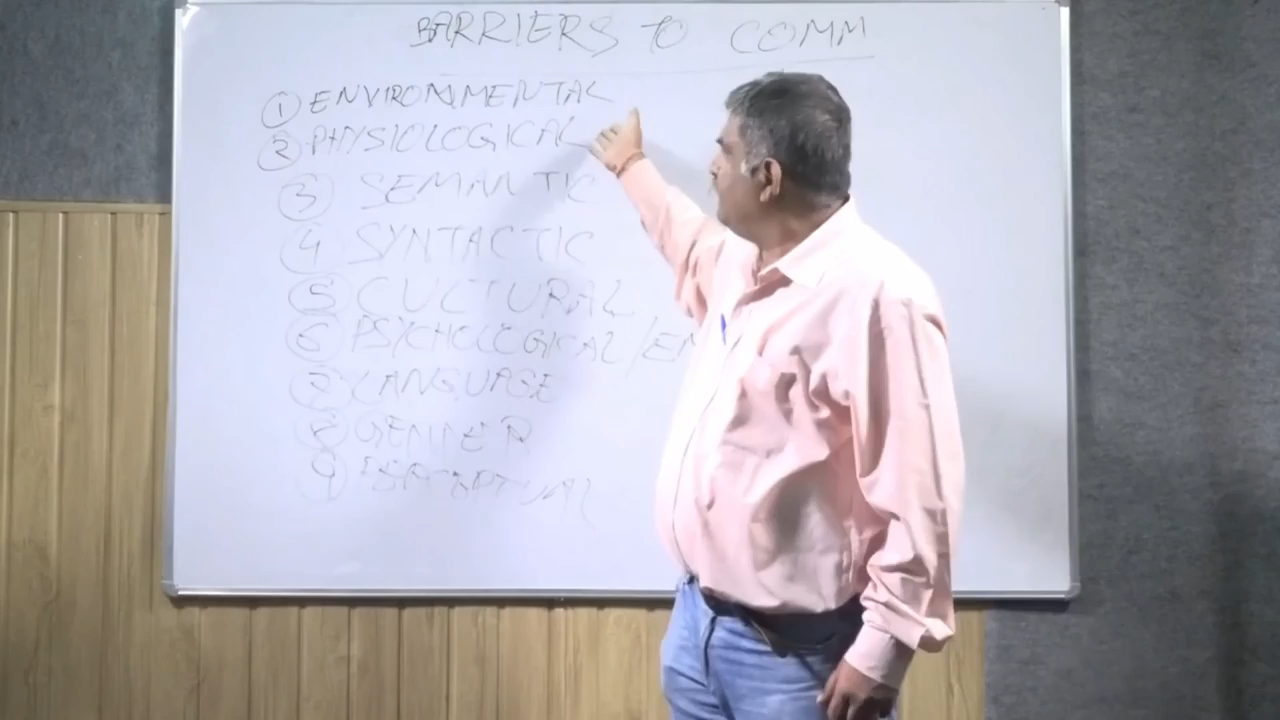 BARRIERS TO COMM
① ENVIRONMENTAL
② PHYSIOLOGICAL
③ SEMANTIC
④ SYNTACTIC
⑤ CULTURAL
⑥ PSYCHOLOGICAL/EM
⑦ LANGUAGE
⑧ GENDER
⑨